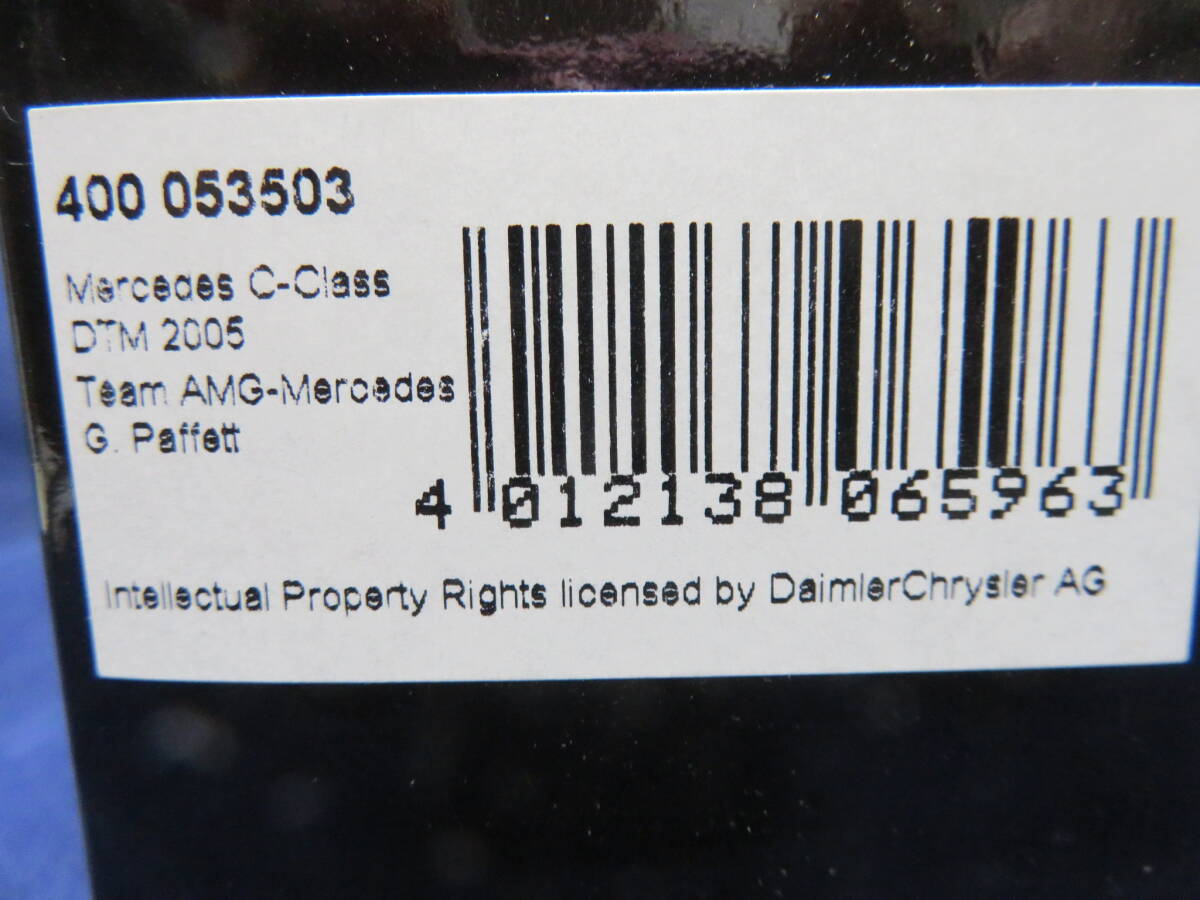 400 053503
Mercedes C-Class
DTM 2005
Team AMG-Mercedes
G. Paffett
4 012138 065963
Intellectual Property Rights licensed by DaimlerChrysler AG